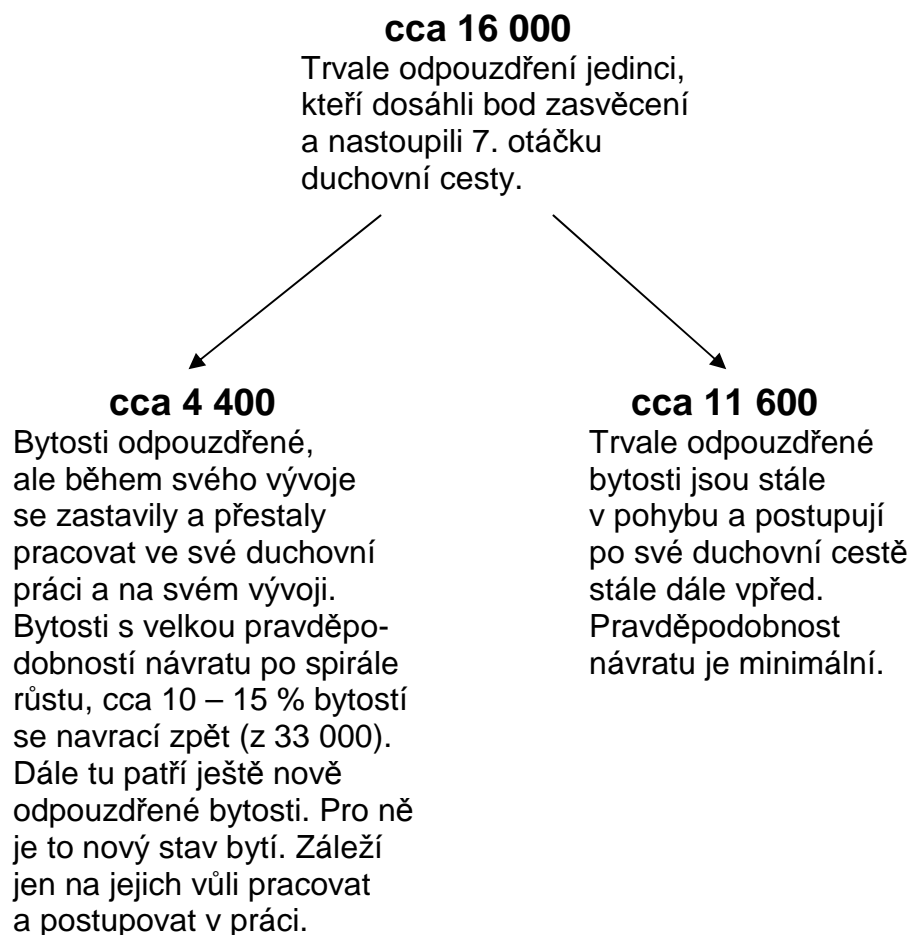 cca 16 000
Trvale odpouzdření jedinci,
kteří dosáhli bod zasvěcení
a nastoupili 7. otáčku
duchovní cesty.
cca 4 400
Bytosti odpouzdřené,
ale během svého vývoje
se zastavily a přestaly
pracovat ve své duchovní
práci a na svém vývoji.
Bytosti s velkou pravděpo-
dobností návratu po spirále
růstu, cca 10 – 15 % bytostí
se navrací zpět (z 33 000).
Dále tu patří ještě nově
odpouzdřené bytosti. Pro ně
je to nový stav bytí. Záleží
jen na jejich vůli pracovat
a postupovat v práci.
cca 11 600
Trvale odpouzdřené
bytosti jsou stále
v pohybu a postupují
po své duchovní cestě
stále dále vpřed.
Pravděpodobnost
návratu je minimální.